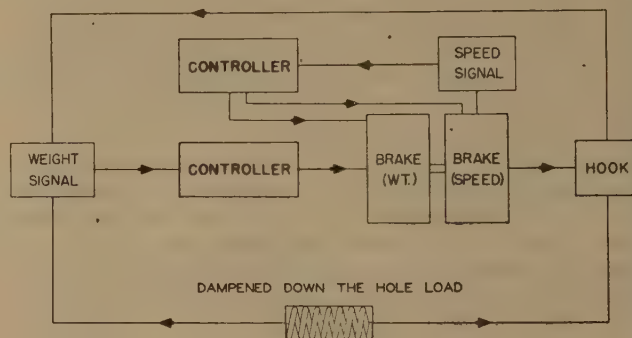 CONTROLLER
SPEED
SIGNAL
WEIGHT
SIGNAL
CONTROLLER
BRAKE
(WT.)
BRAKE
(SPEED)
HOOK
DAMPENED DOWN THE HOLE LOAD